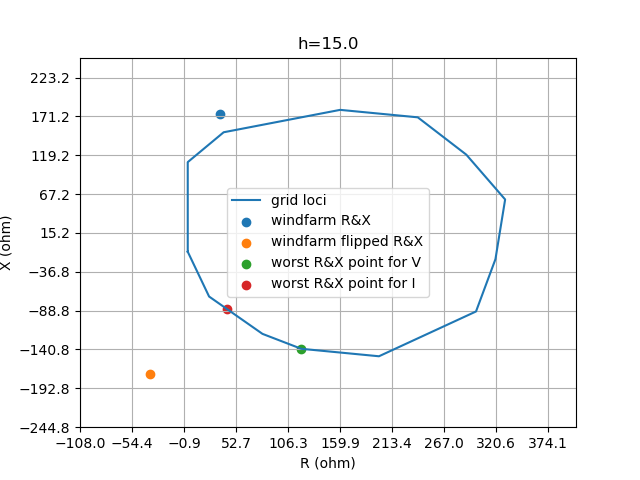 h=15.0
X (ohm)
223.2
171.2
119.2
67.2
15.2
−36.8
−88.8
−140.8
−192.8
−244.8
grid loci
windfarm R&X
windfarm flipped R&X
worst R&X point for V
worst R&X point for I
−108.0 −54.4 −0.9 52.7 106.3 159.9 213.4 267.0 320.6 374.1
R (ohm)